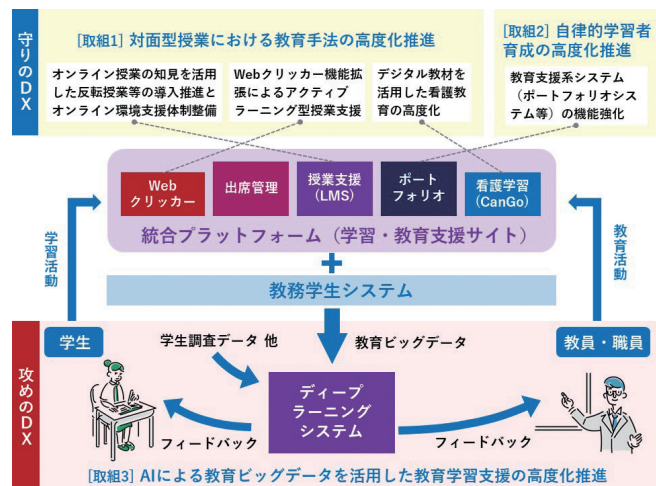 守りのDX
[取組1] 対面型授業における教育手法の高度化推進
オンライン授業の知見を活用
した反転授業等の導入推進と
オンライン環境支援体制整備
Webクリッカー機能拡
張によるアクティブ
ラーニング型授業支援
デジタル教材を
活用した看護教
育の高度化
[取組2] 自律的学習者
育成の高度化推進
教育支援系システム
(ポートフォリオシス
テム等)の機能強化
Web
クリッカー
出席管理
授業支援
(LMS)
ポート
フォリオ
看護学習
(CanGo)
統合プラットフォーム(学習・教育支援サイト)
+
教務学生システム
学習活動
教育活動
攻めのDX
学生
学生調査データ 他
教育ビッグデータ
教員・職員
ディープ
ラーニング
システム
フィードバック
フィードバック
[取組3] AIによる教育ビッグデータを活用した教育学習支援の高度化推進